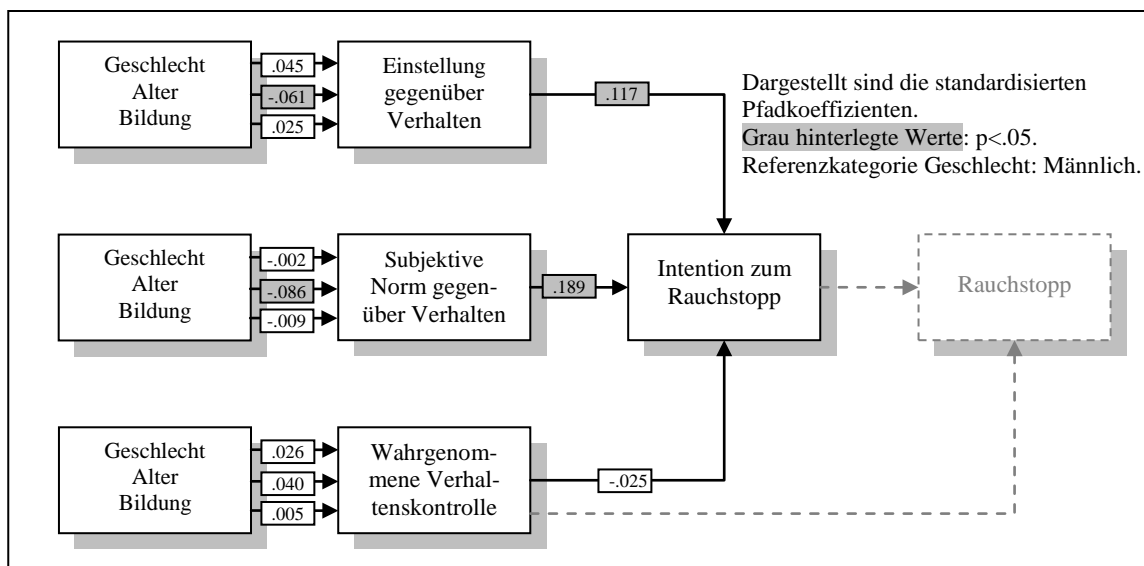 Geschlecht
Alter
Bildung
.045
-.061
.025
Einstellung
gegenüber
Verhalten
.117
Dargestellt sind die standardisierten
Pfadkoeffizienten.
Grau hinterlegte Werte: p<.05.
Referenzkategorie Geschlecht: Männlich.
Geschlecht
Alter
Bildung
-.002
-.086
-.009
Subjektive
Norm gegen-
über Verhalten
.189
Intention zum
Rauchstopp
Rauchstopp
Geschlecht
Alter
Bildung
.026
.040
.005
Wahrgenom-
mene Verhal-
tenskontrolle
-.025